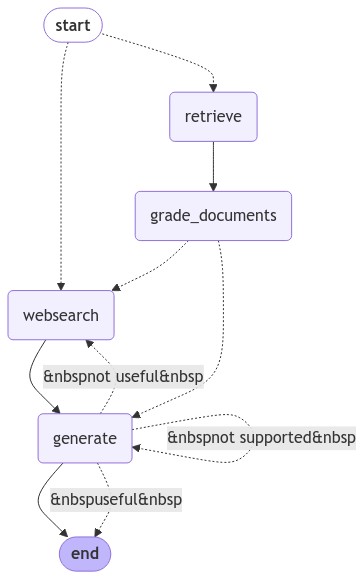 start
retrieve
grade_documents
websearch
&nbspnot useful&nbsp
generate
&nbspnot supported&nbsp
&nbspuseful&nbsp
end